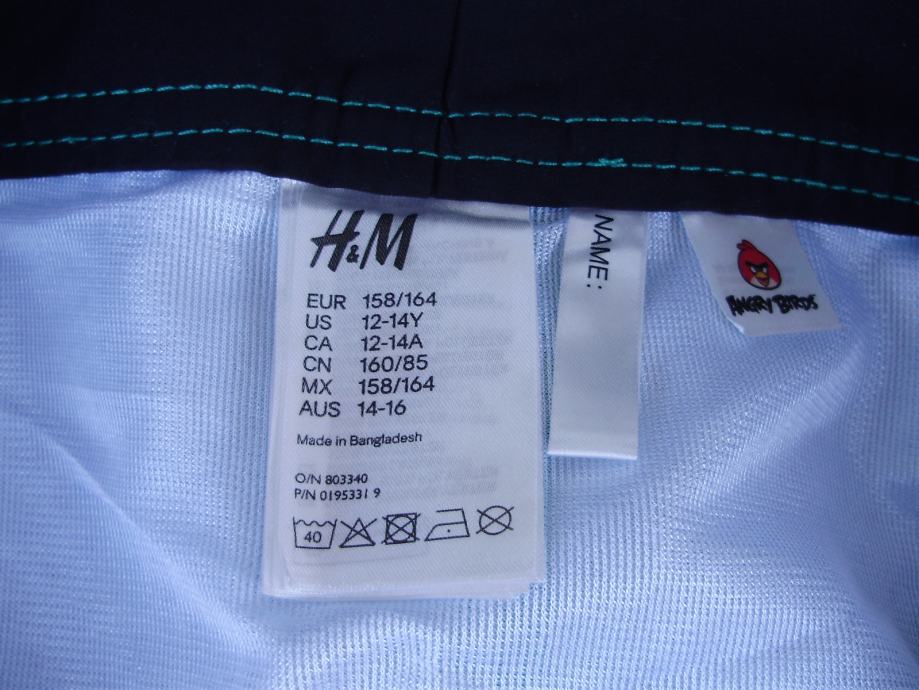 H&M
EUR 158/164
US 12-14Y
CA 12-14A
CN 160/85
MX 158/164
AUS 14-16
Made in Bangladesh
O/N 803340
P/N 0195331 9
40
NAME:
ANGRY BIRDS